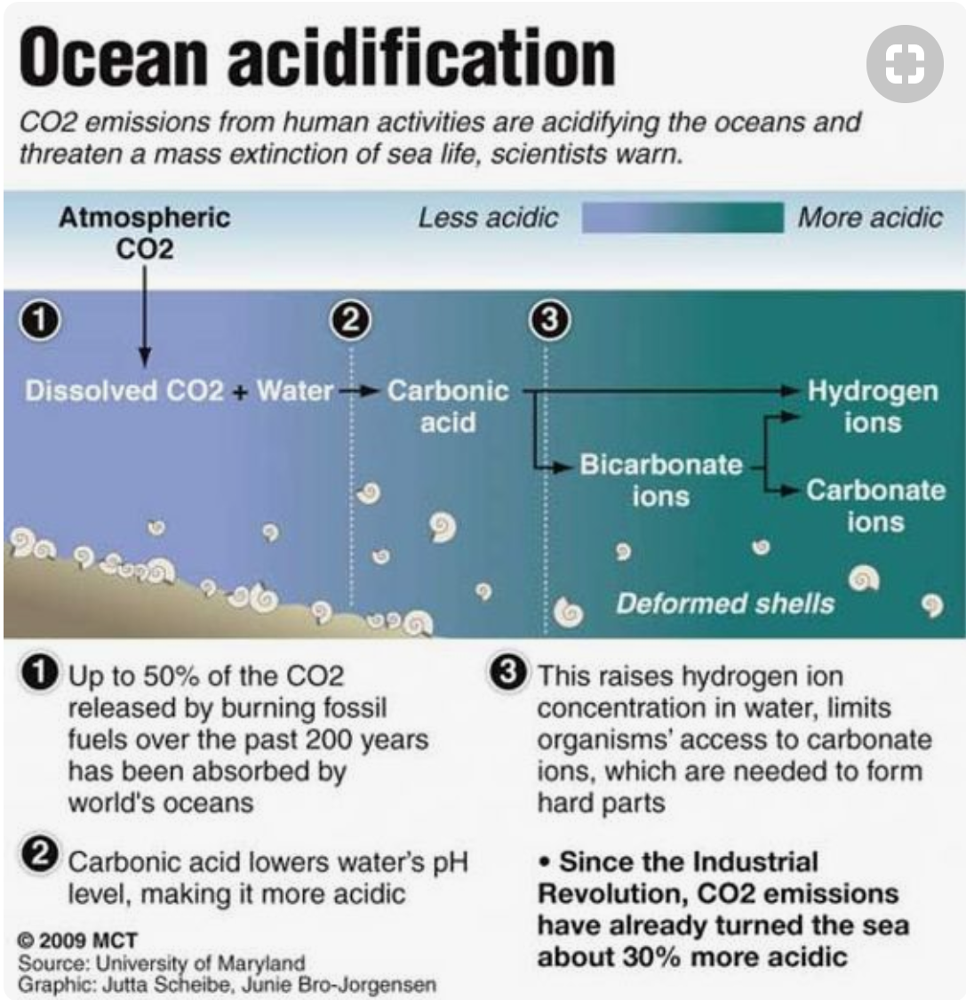 Ocean acidification
CO2 emissions from human activities are acidifying the oceans and
threaten a mass extinction of sea life, scientists warn.
Atmospheric
CO2
Less acidic
More acidic
1
2
3
Dissolved CO2 + Water
Carbonic
acid
Hydrogen
ions
Bicarbonate
ions
Carbonate
ions
Deformed shells
1 Up to 50% of the CO2
released by burning fossil
fuels over the past 200 years
has been absorbed by
world's oceans
2 Carbonic acid lowers water's pH
level, making it more acidic
3 This raises hydrogen ion
concentration in water, limits
organisms' access to carbonate
ions, which are needed to form
hard parts
• Since the Industrial
Revolution, CO2 emissions
have already turned the sea
about 30% more acidic
© 2009 MCT
Source: University of Maryland
Graphic: Jutta Scheibe, Junie Bro-Jorgensen